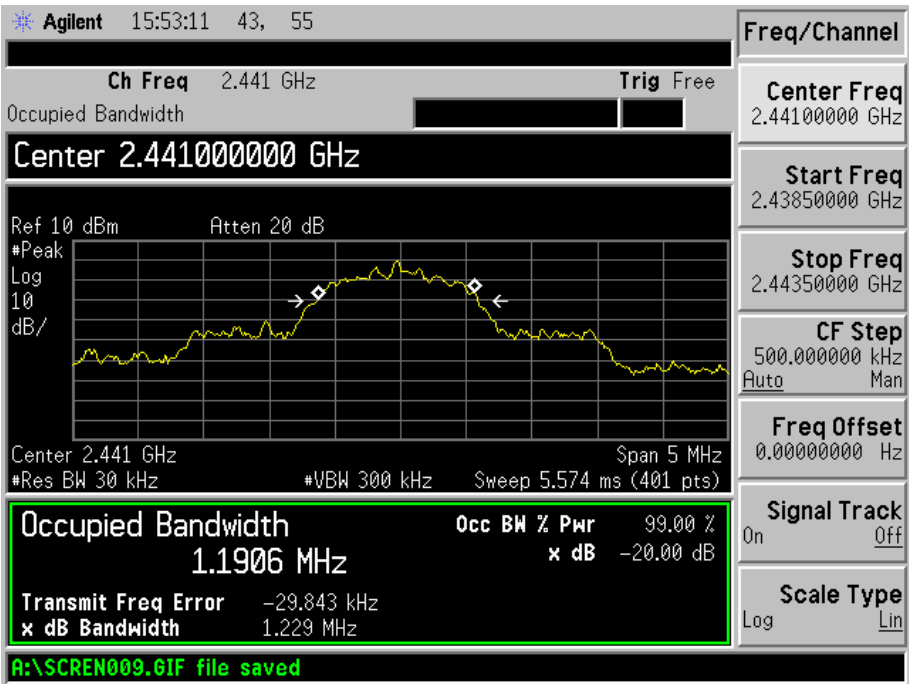 Agilent 15:53:11 43, 55
Freq/Channel
Ch Freq 2.441 GHz Trig Free
Occupied Bandwidth
Center 2.441000000 GHz
Ref 10 dBm Atten 20 dB
#Peak
Log
10
dB/
Center 2.441 GHz Span 5 MHz
#Res BW 30 kHz #VBW 300 kHz Sweep 5.574 ms (401 pts)
Occupied Bandwidth
1.1906 MHz
Occ BW % Pwr 99.00 %
x dB -20.00 dB
Transmit Freq Error -29.843 kHz
x dB Bandwidth 1.229 MHz
A:\SCREN009.GIF file saved
Center Freq
2.44100000 GHz
Start Freq
2.43850000 GHz
Stop Freq
2.44350000 GHz
CF Step
500.000000 kHz
Auto Man
Freq Offset
0.00000000 Hz
Signal Track
On Off
Scale Type
Log Lin